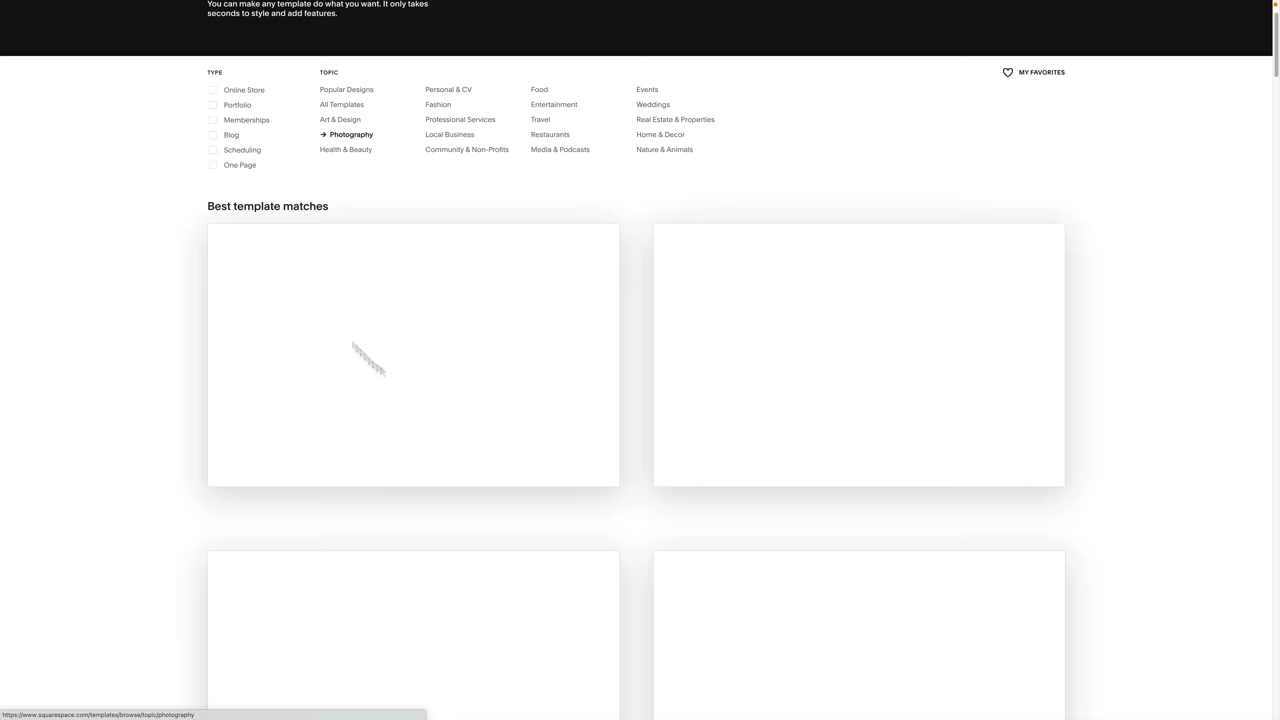 You can make any template do what you want. It only takes
seconds to style and add features.
TYPE
Online Store
Portfolio
Memberships
Blog
Scheduling
One Page
TOPIC
Popular Designs
All Templates
Art & Design
→ Photography
Health & Beauty
Personal & CV
Fashion
Professional Services
Local Business
Community & Non-Profits
Food
Entertainment
Travel
Restaurants
Media & Podcasts
Events
Weddings
Real Estate & Properties
Home & Decor
Nature & Animals
MY FAVORITES
Best template matches
https://www.squarespace.com/templates/browse/topic/photography